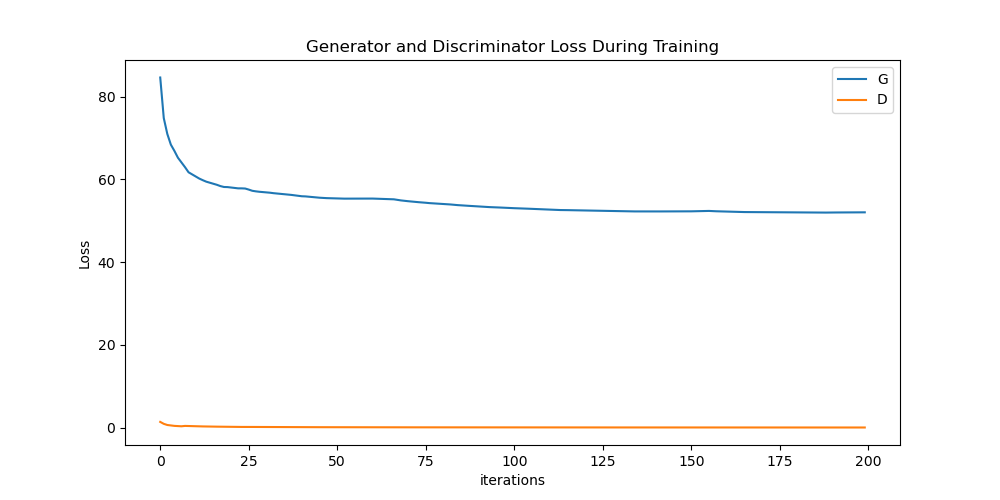 Generator and Discriminator Loss During Training
G
D
80
60
40
20
0
Loss
0 25 50 75 100 125 150 175 200
iterations